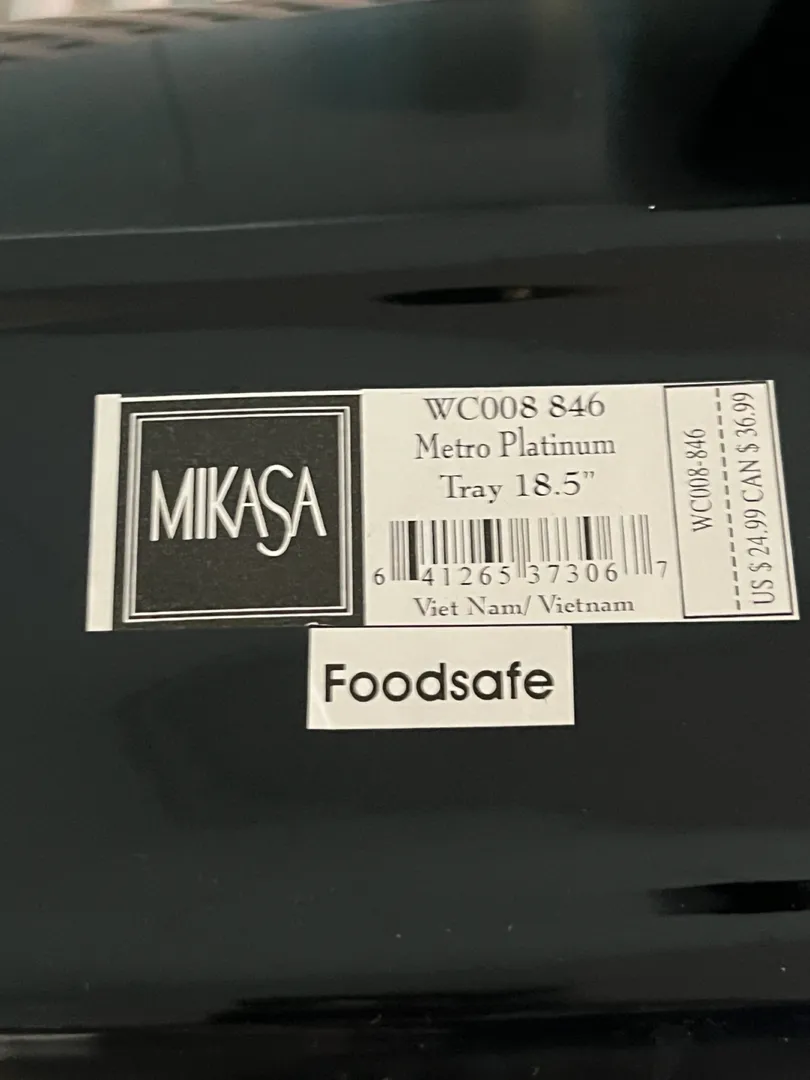 MIKASA
WC008 846
Metro Platinum
Tray 18.5”
6 41265 37306 7
Viet Nam/ Vietnam
WC008-846
US $ 24.99 CAN $ 36.99
Foodsafe